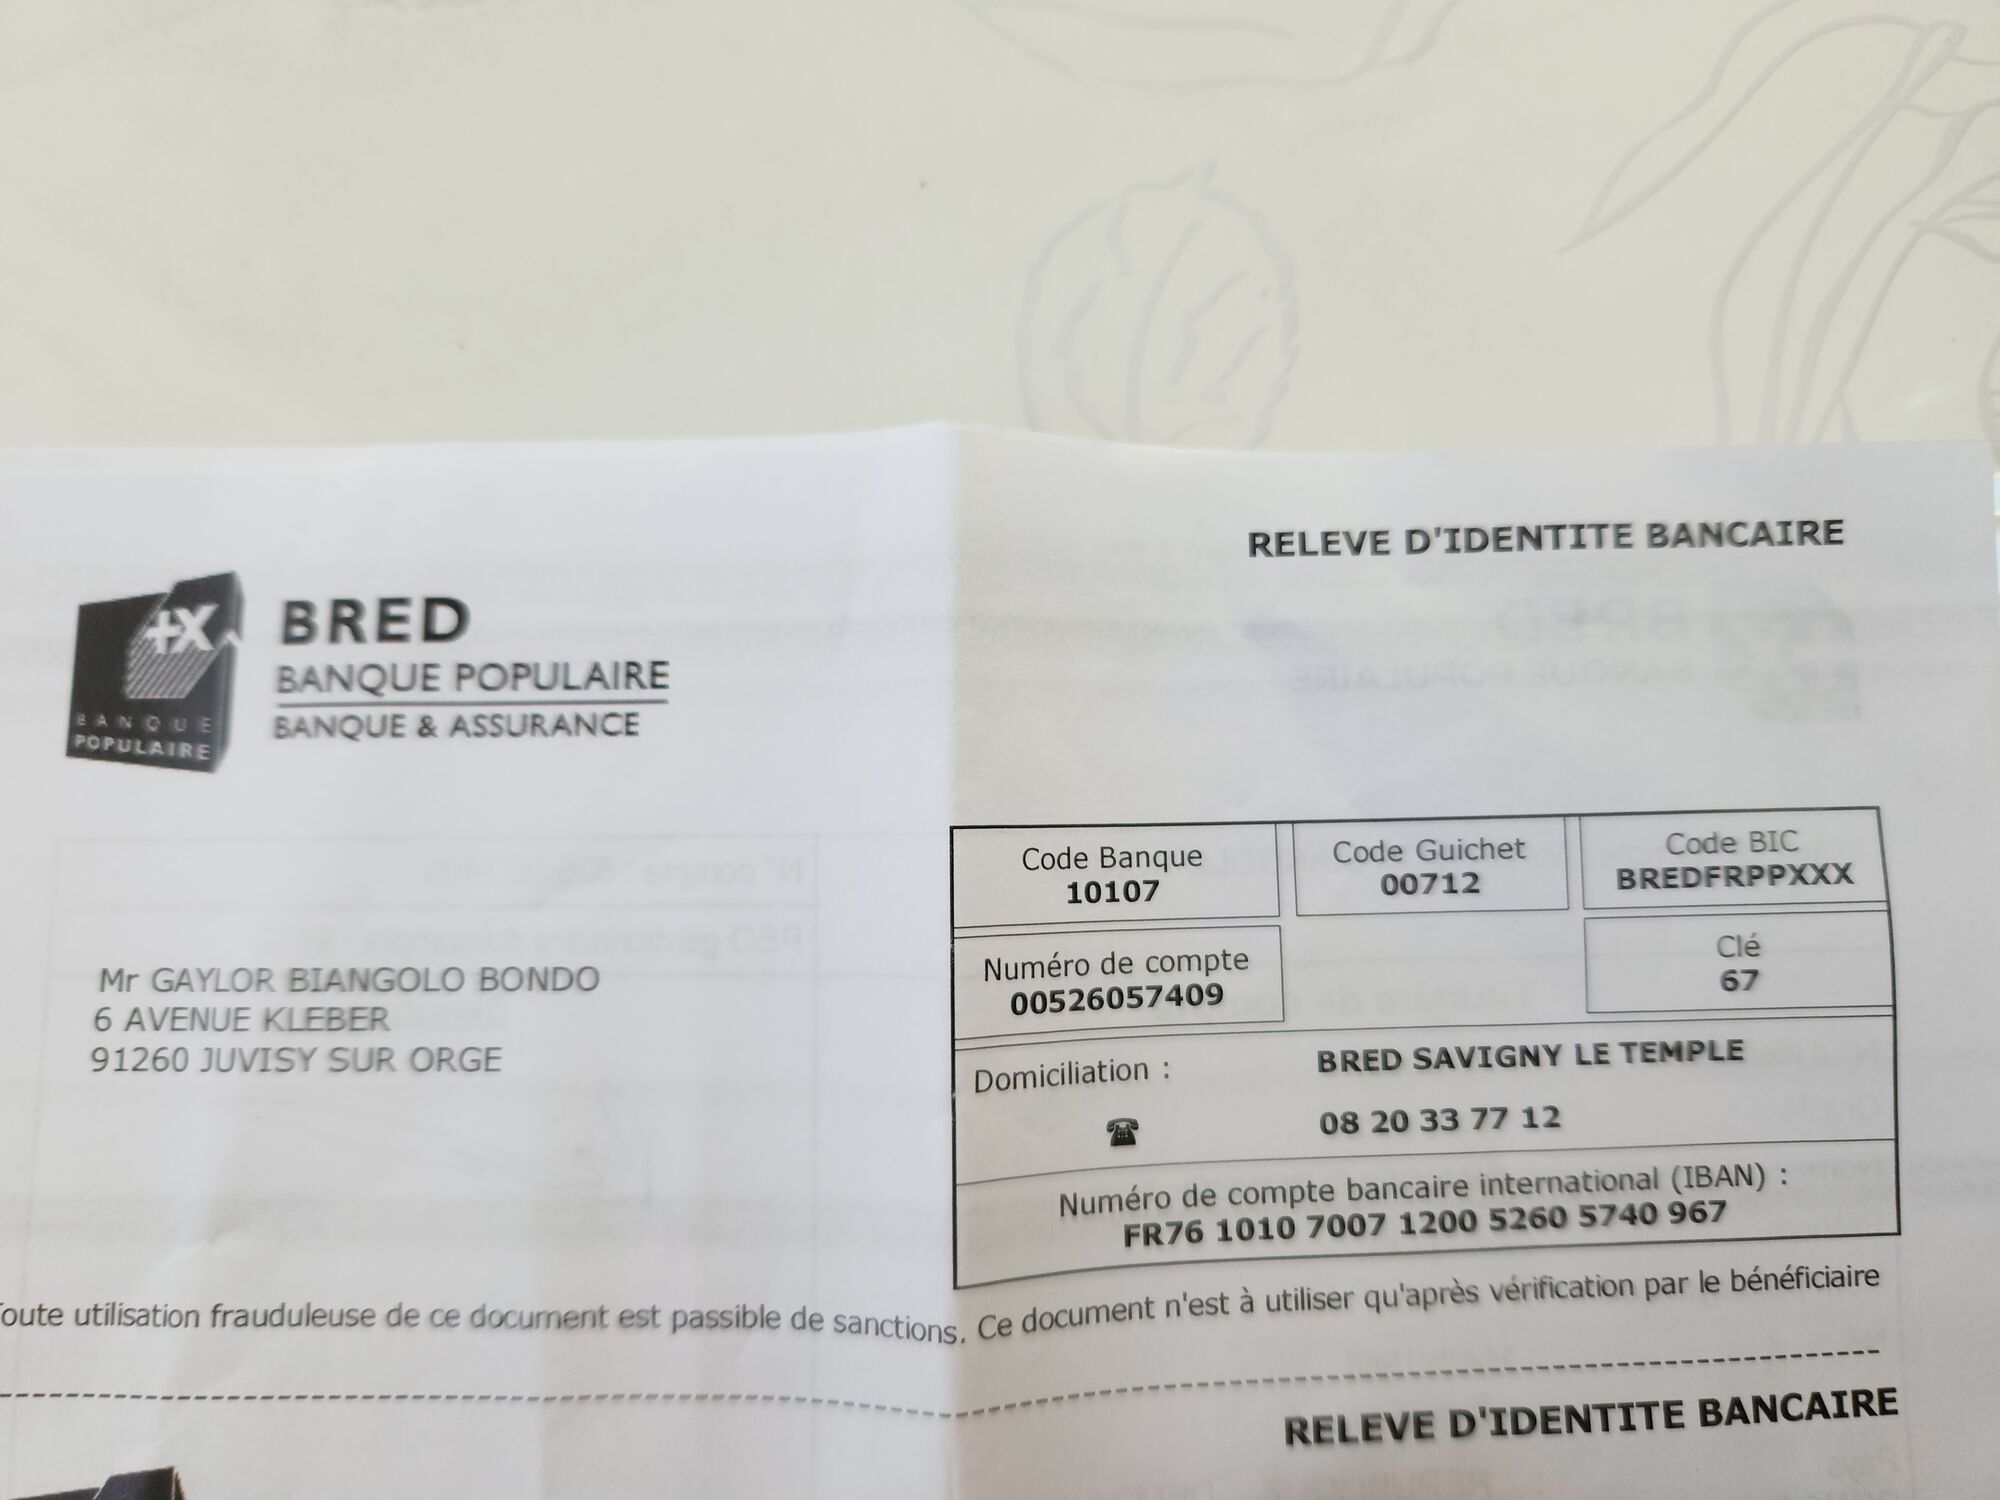 RELEVE D'IDENTITE BANCAIRE
+X
BANQUE
POPULAIRE
BRED
BANQUE POPULAIRE
BANQUE & ASSURANCE
Code Banque
10107
Code Guichet
00712
Code BIC
BREDFRPPXXX
Numéro de compte
00526057409
Clé
67
Mr GAYLOR BIANGOLO BONDO
6 AVENUE KLEBER
91260 JUVISY SUR ORGE
Domiciliation : BRED SAVIGNY LE TEMPLE
08 20 33 77 12
Numéro de compte bancaire international (IBAN) :
FR76 1010 7007 1200 5260 5740 967
oute utilisation frauduleuse de ce document est passible de sanctions. Ce document n'est à utiliser qu'après vérification par le bénéficiaire
RELEVE D'IDENTITE BANCAIRE